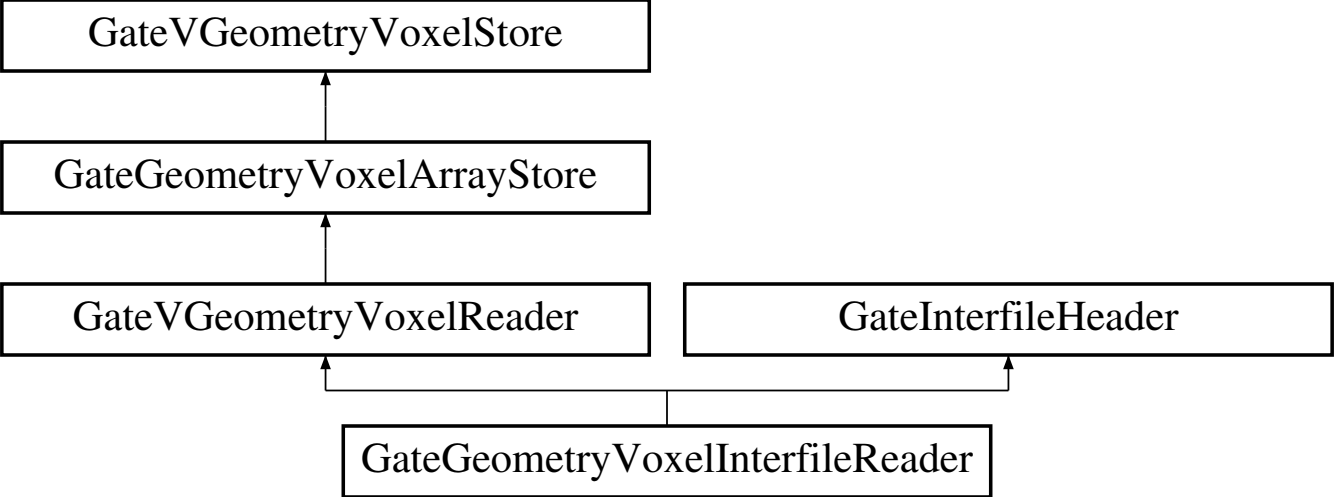 GateVGeometryVoxelStore
GateGeometryVoxelArrayStore
GateVGeometryVoxelReader
GateInterfileHeader
GateGeometryVoxelInterfileReader